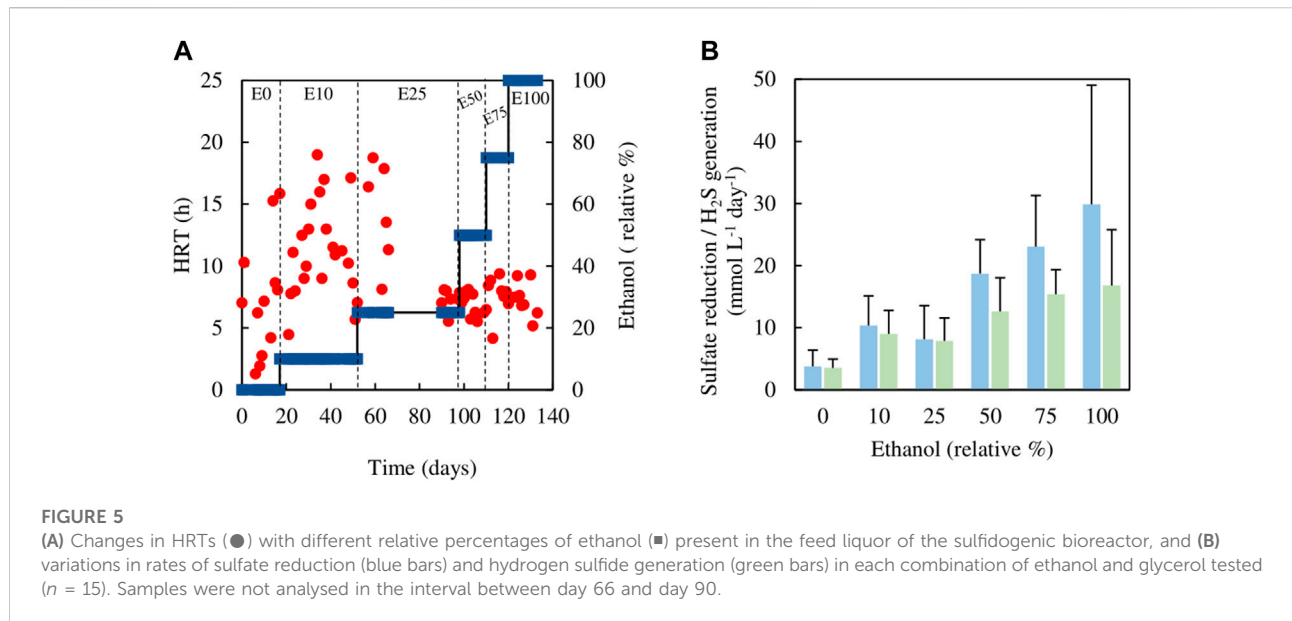 A
B
25
20
15
10
5
0
HRT (h)
E0 E10 E25 E50 E75 E100
100
80
60
40
20
0
Ethanol ( relative %)
0 20 40 60 80 100 120 140
Time (days)
50
40
30
20
10
0
Sulfate reduction / H₂S generation
(mmol L⁻¹ day⁻¹)
0 10 25 50 75 100
Ethanol (relative %)
FIGURE 5
(A) Changes in HRTs (●) with different relative percentages of ethanol (■) present in the feed liquor of the sulfidogenic bioreactor, and (B)
variations in rates of sulfate reduction (blue bars) and hydrogen sulfide generation (green bars) in each combination of ethanol and glycerol tested
(n = 15). Samples were not analysed in the interval between day 66 and day 90.